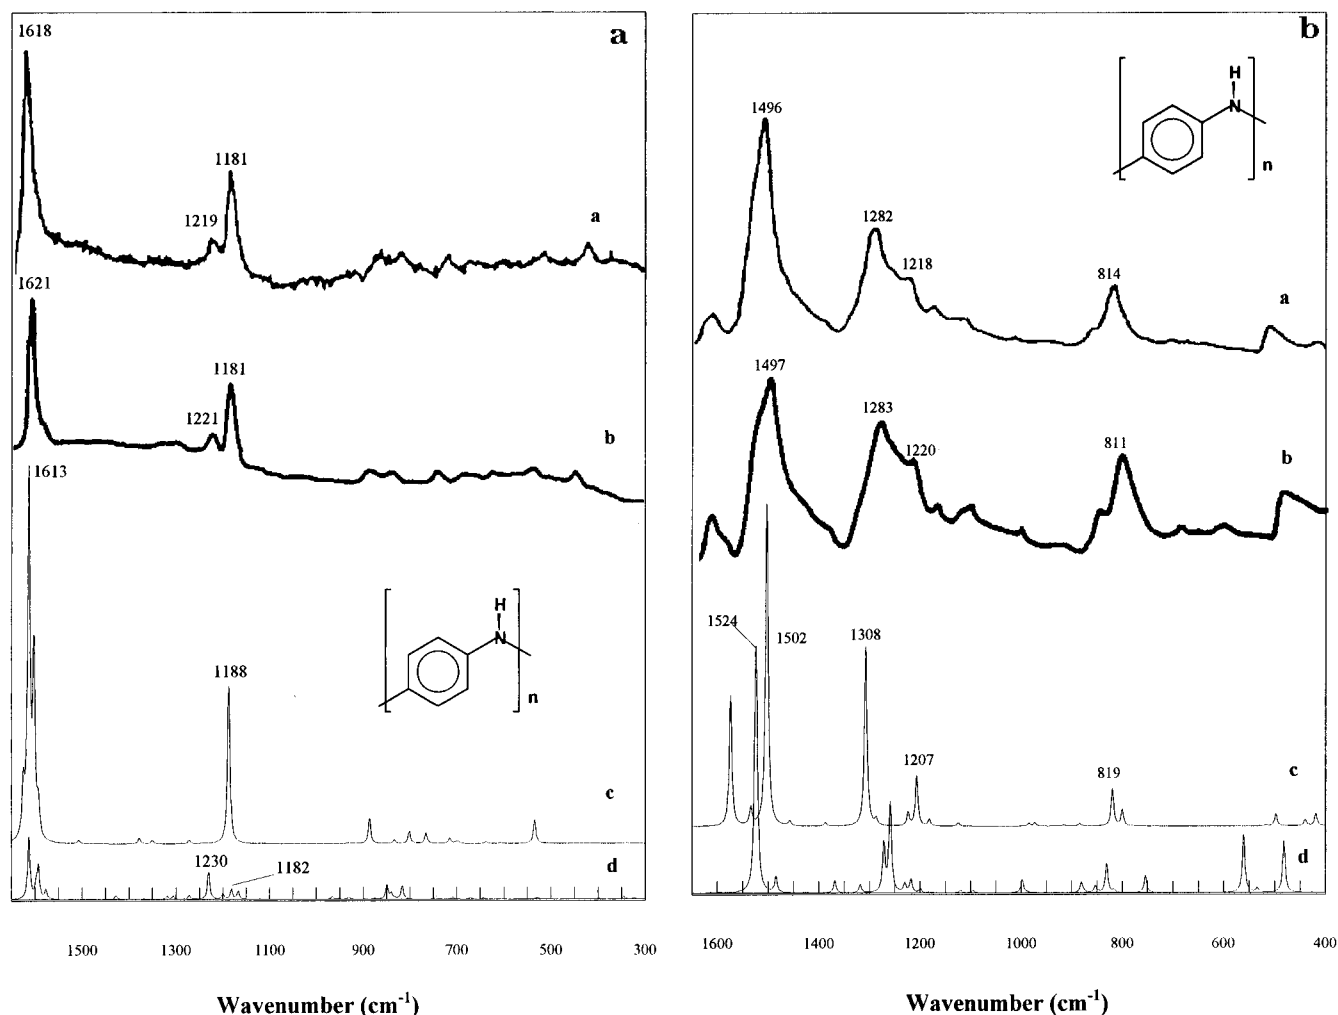 a
1618
1181
1219
a
1621
1181
1221
b
1613
H
N
n
1188
c
1230
1182
d
1500 1300 1100 900 700 500 300
Wavenumber (cm-1)
b
H
N
n
1496
1282
1218
814
a
1497
1283
1220
811
b
1524
1502
1308
1207
819
c
d
1600 1400 1200 1000 800 600 400
Wavenumber (cm-1)